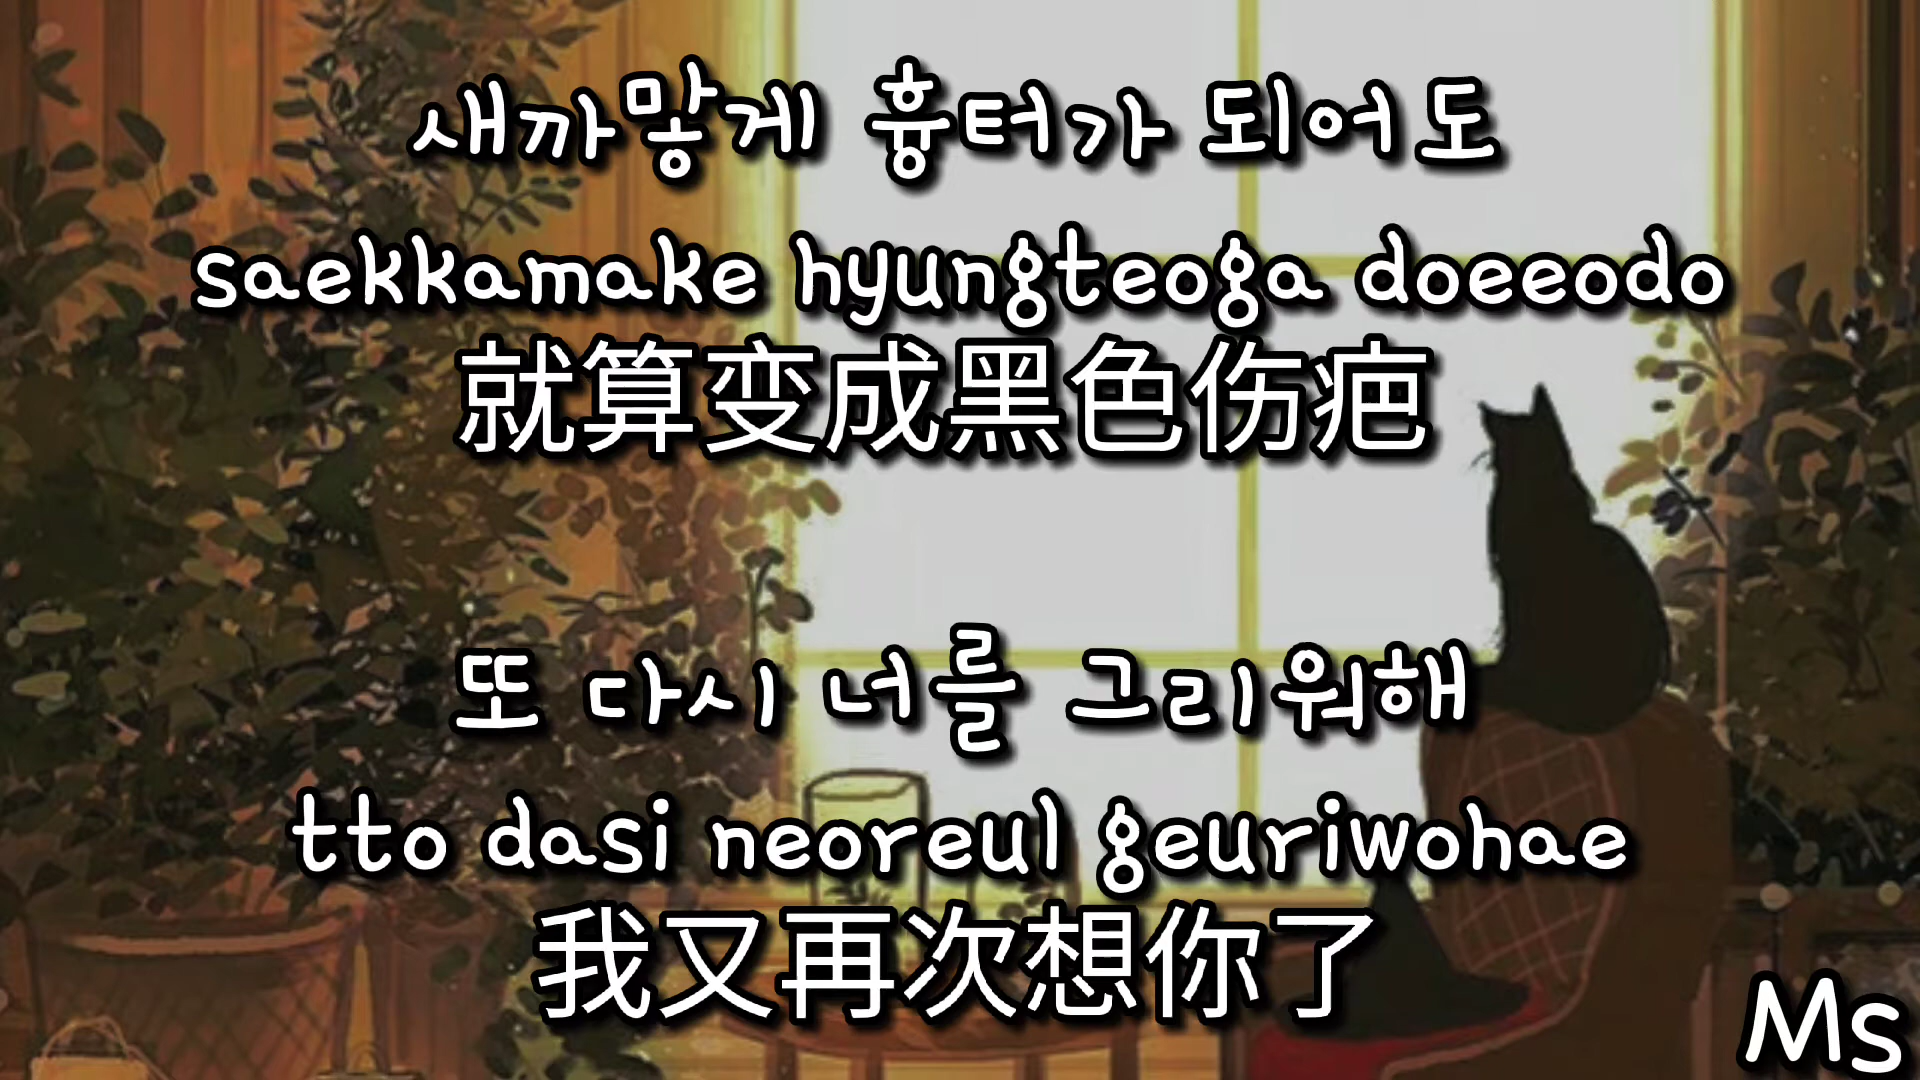 새까맣게 흉터가 되어도
saekkamake hyungteoga doeeodo
就算变成黑色伤疤
또 다시 너를 그리워해
tto dasi neoreul geuriwohae
我又再次想你了
Ms